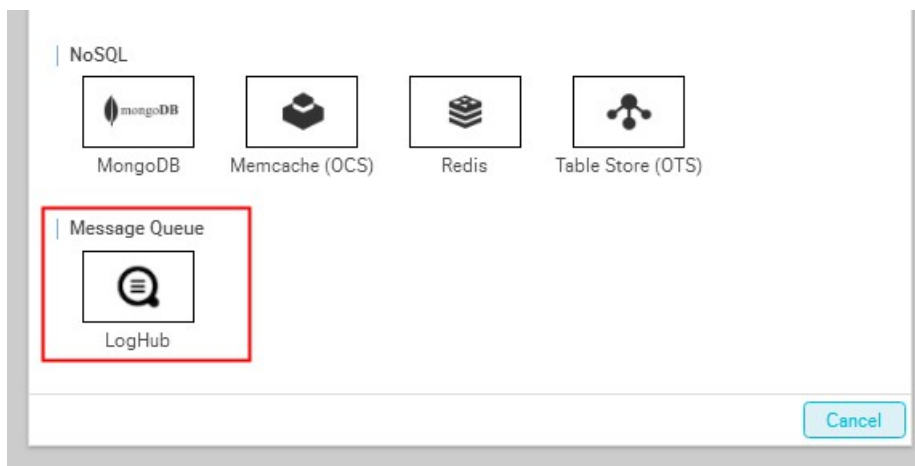 NoSQL
mongoDB
MongoDB Memcache (OCS) Redis Table Store (OTS)
Message Queue
LogHub
Cancel